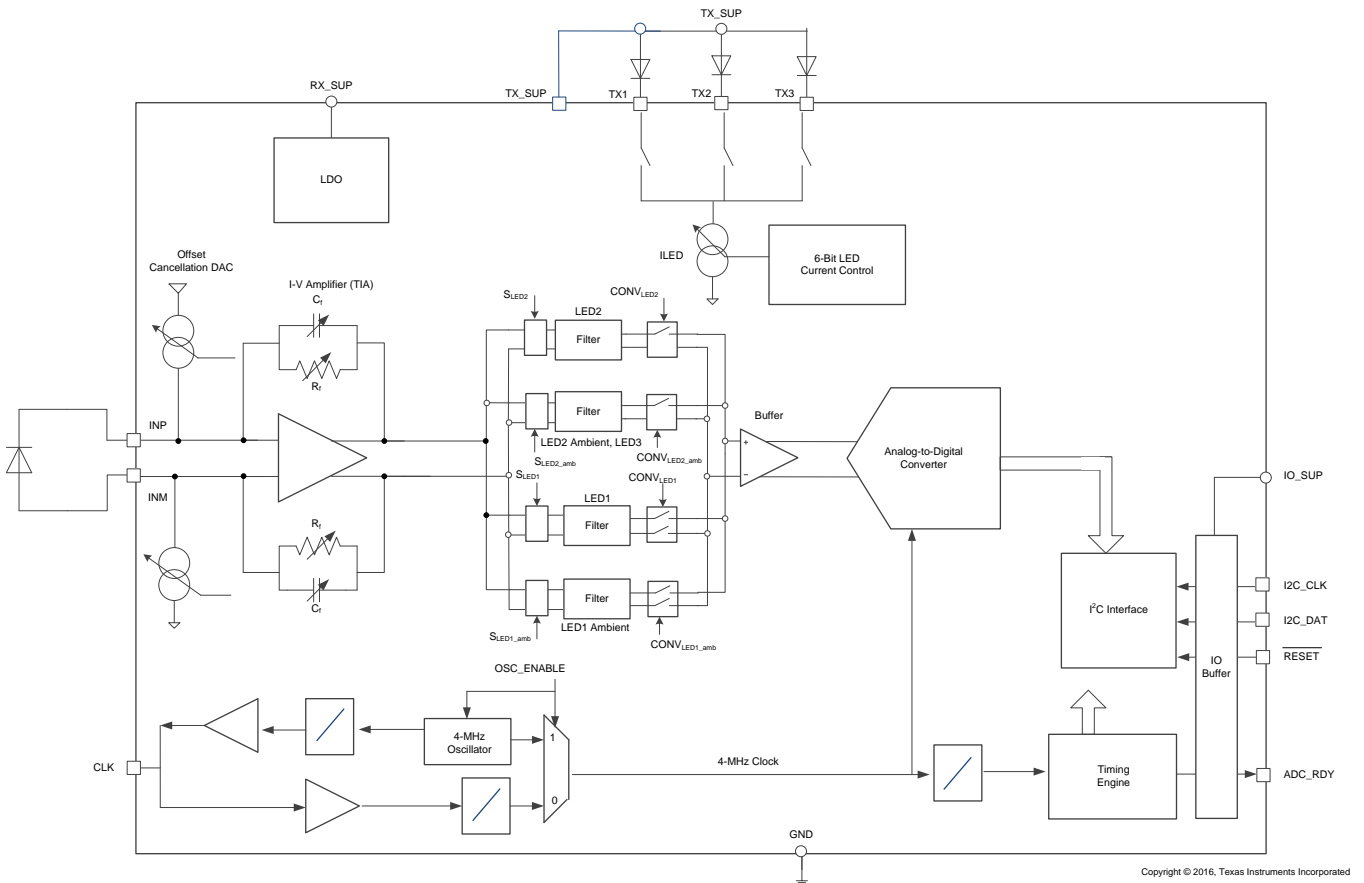 TX_SUP
RX_SUP
TX_SUP
TX1
TX2
TX3
LDO
ILED
6-Bit LED
Current Control
Offset
Cancellation DAC
I-V Amplifier (TIA)
Cf
Rf
SLED2
CONVLED2
LED2
Filter
INP
INM
Filter
LED2 Ambient, LED3
SLED2_amb
CONVLED2_amb
Buffer
+
−
Analog-to-Digital
Converter
SLED1
CONVLED1
LED1
Filter
Rf
Cf
Filter
LED1 Ambient
SLED1_amb
CONVLED1_amb
IO_SUP
I2C_CLK
I2C_DAT
RESET
I2C Interface
IO
Buffer
OSC_ENABLE
4-MHz
Oscillator
1
0
CLK
4-MHz Clock
Timing
Engine
ADC_RDY
GND
Copyright © 2016, Texas Instruments Incorporated